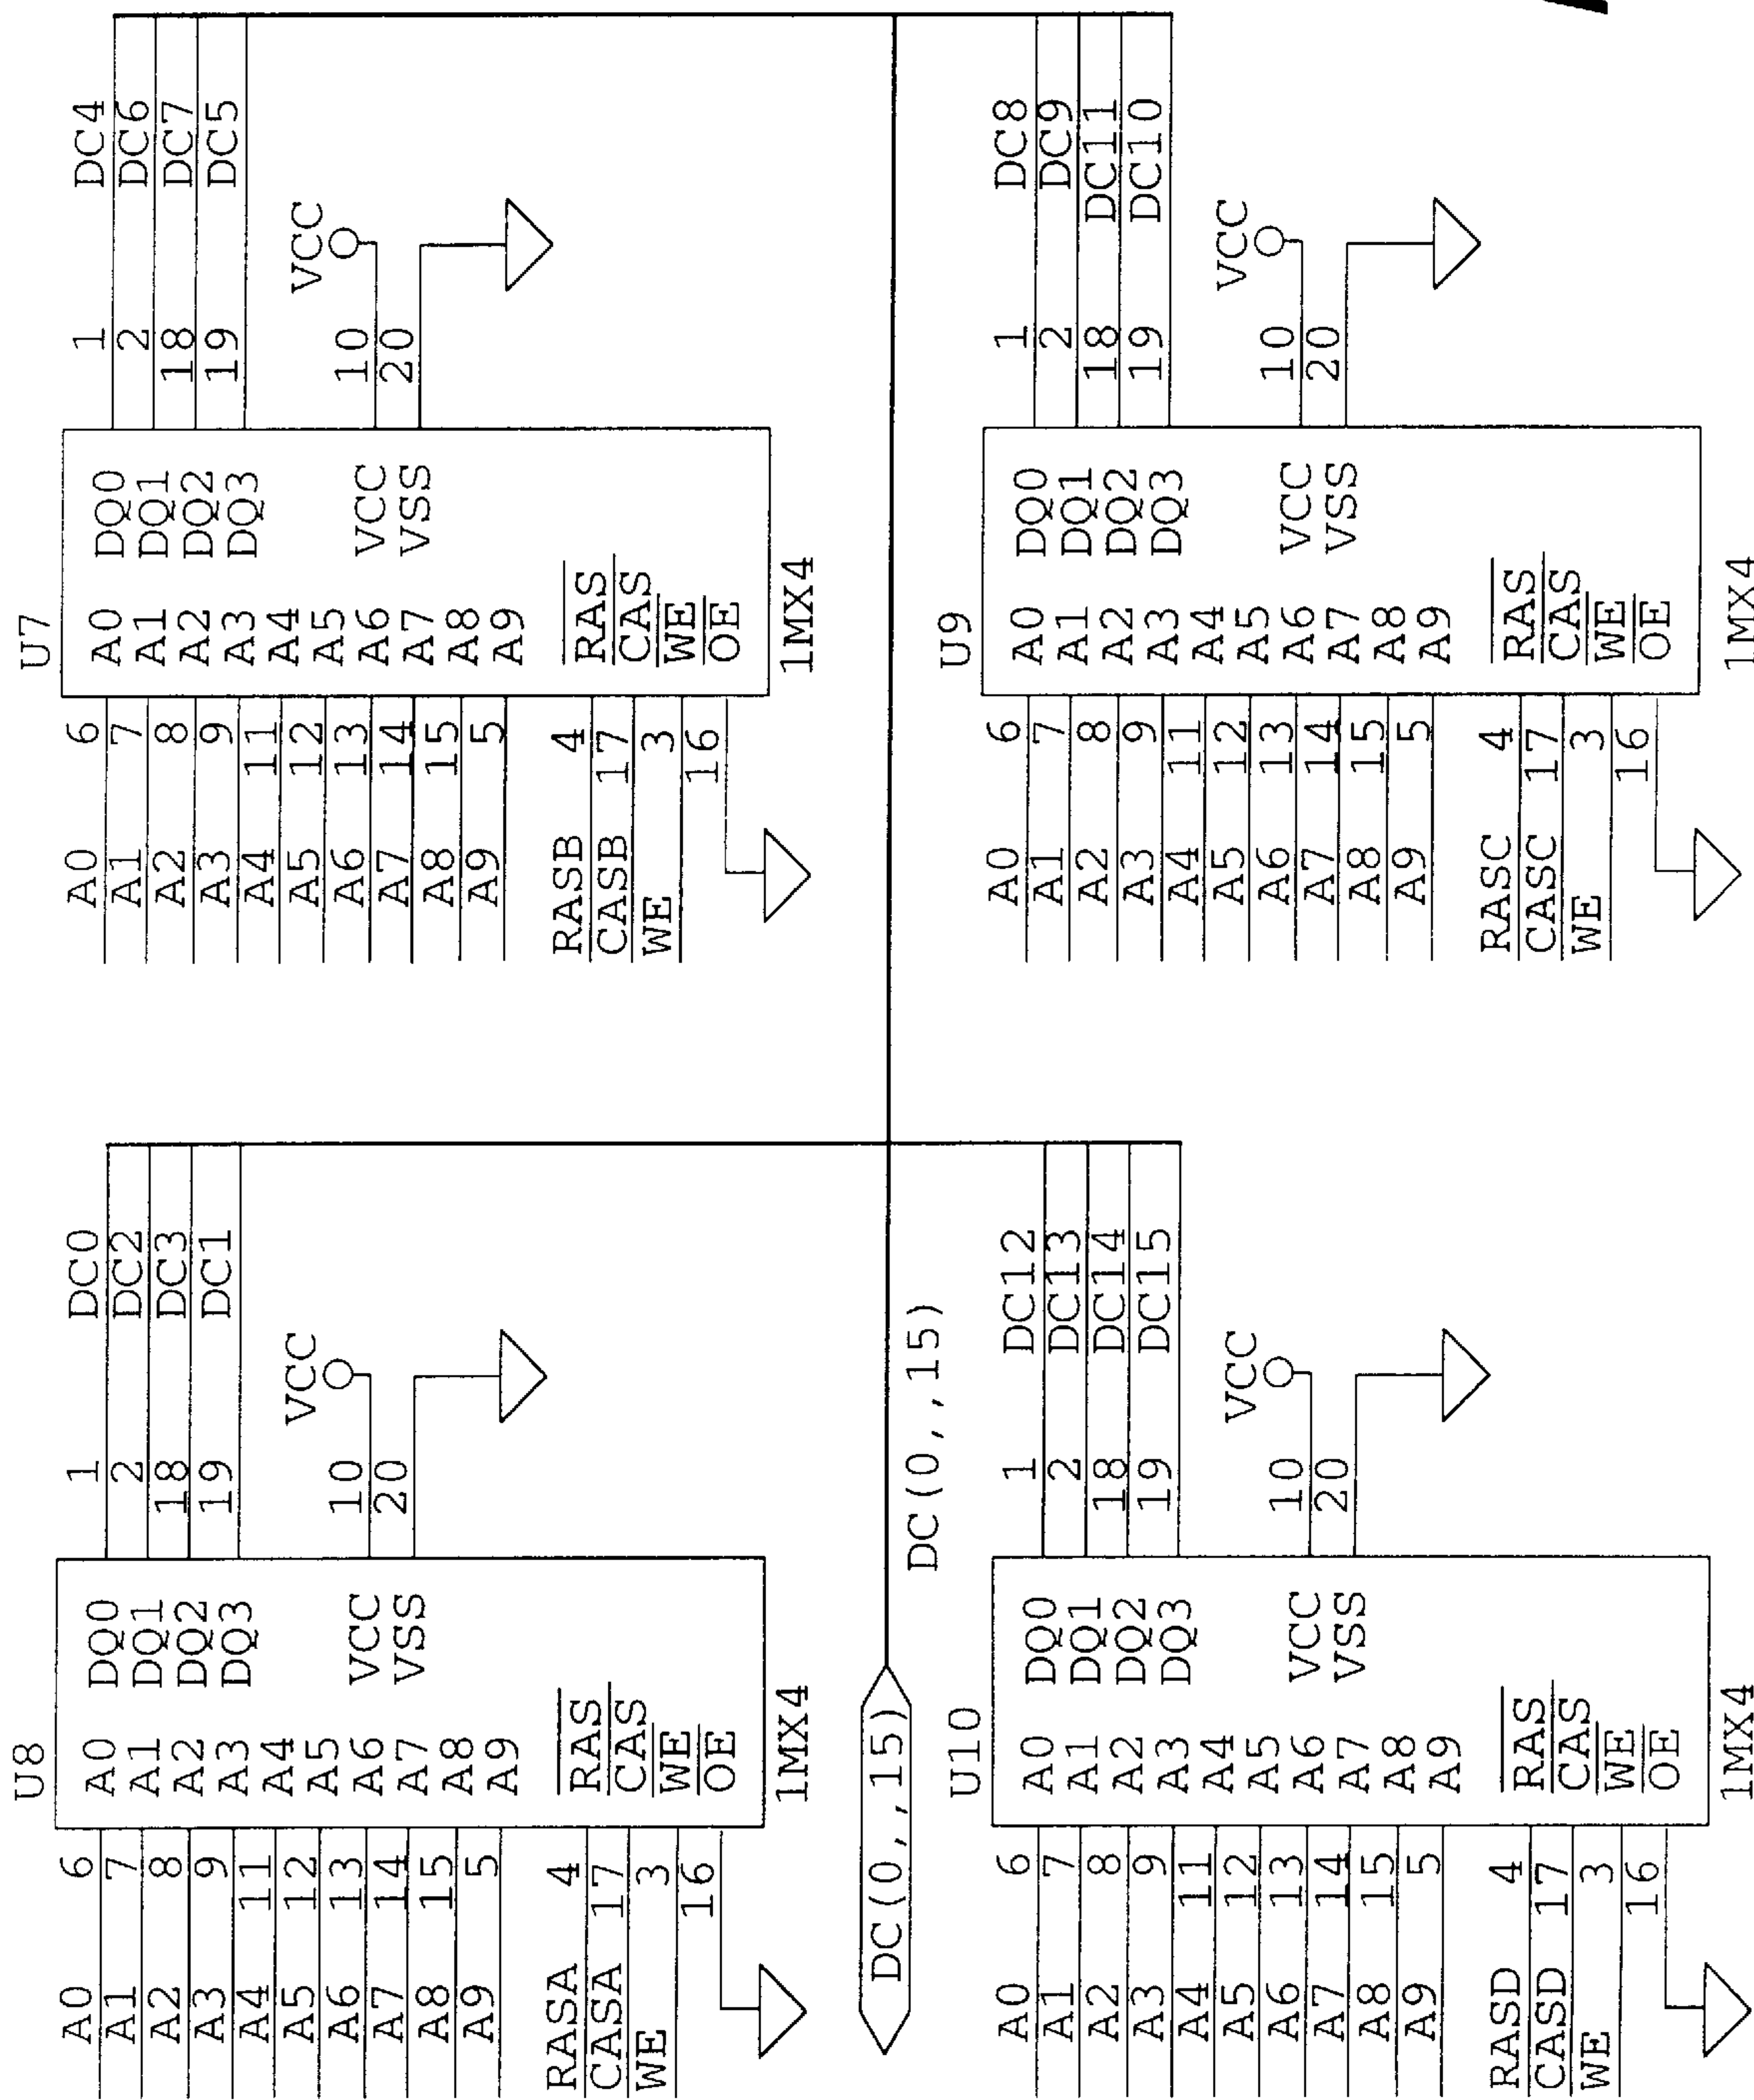 U8
A0 6 A0 DQ0 1 DC0
A1 7 A1 DQ1 2 DC2
A2 8 A2 DQ2 18 DC3
A3 9 A3 DQ3 19 DC1
A4 11 A4
A5 12 A5 VCC
A6 13 A6 VCC 10
A7 14 A7 VSS 20
A8 15 A8
A9 5 A9
RASA 4 RAS
CASA 17 CAS
WE 3 WE
16 OE
1MX4
U7
A0 6 A0 DQ0 1 DC4
A1 7 A1 DQ1 2 DC6
A2 8 A2 DQ2 18 DC7
A3 9 A3 DQ3 19 DC5
A4 11 A4
A5 12 A5 VCC
A6 13 A6 VCC 10
A7 14 A7 VSS 20
A8 15 A8
A9 5 A9
RASB 4 RAS
CASB 17 CAS
WE 3 WE
16 OE
1MX4
DC(0,,15)
DC(0,,15)
U10
A0 6 A0 DQ0 1 DC12
A1 7 A1 DQ1 2 DC13
A2 8 A2 DQ2 18 DC14
A3 9 A3 DQ3 19 DC15
A4 11 A4
A5 12 A5 VCC
A6 13 A6 VCC 10
A7 14 A7 VSS 20
A8 15 A8
A9 5 A9
RASD 4 RAS
CASD 17 CAS
WE 3 WE
16 OE
1MX4
U9
A0 6 A0 DQ0 1 DC8
A1 7 A1 DQ1 2 DC9
A2 8 A2 DQ2 18 DC11
A3 9 A3 DQ3 19 DC10
A4 11 A4
A5 12 A5 VCC
A6 13 A6 VCC 10
A7 14 A7 VSS 20
A8 15 A8
A9 5 A9
RASC 4 RAS
CASC 17 CAS
WE 3 WE
16 OE
1MX4